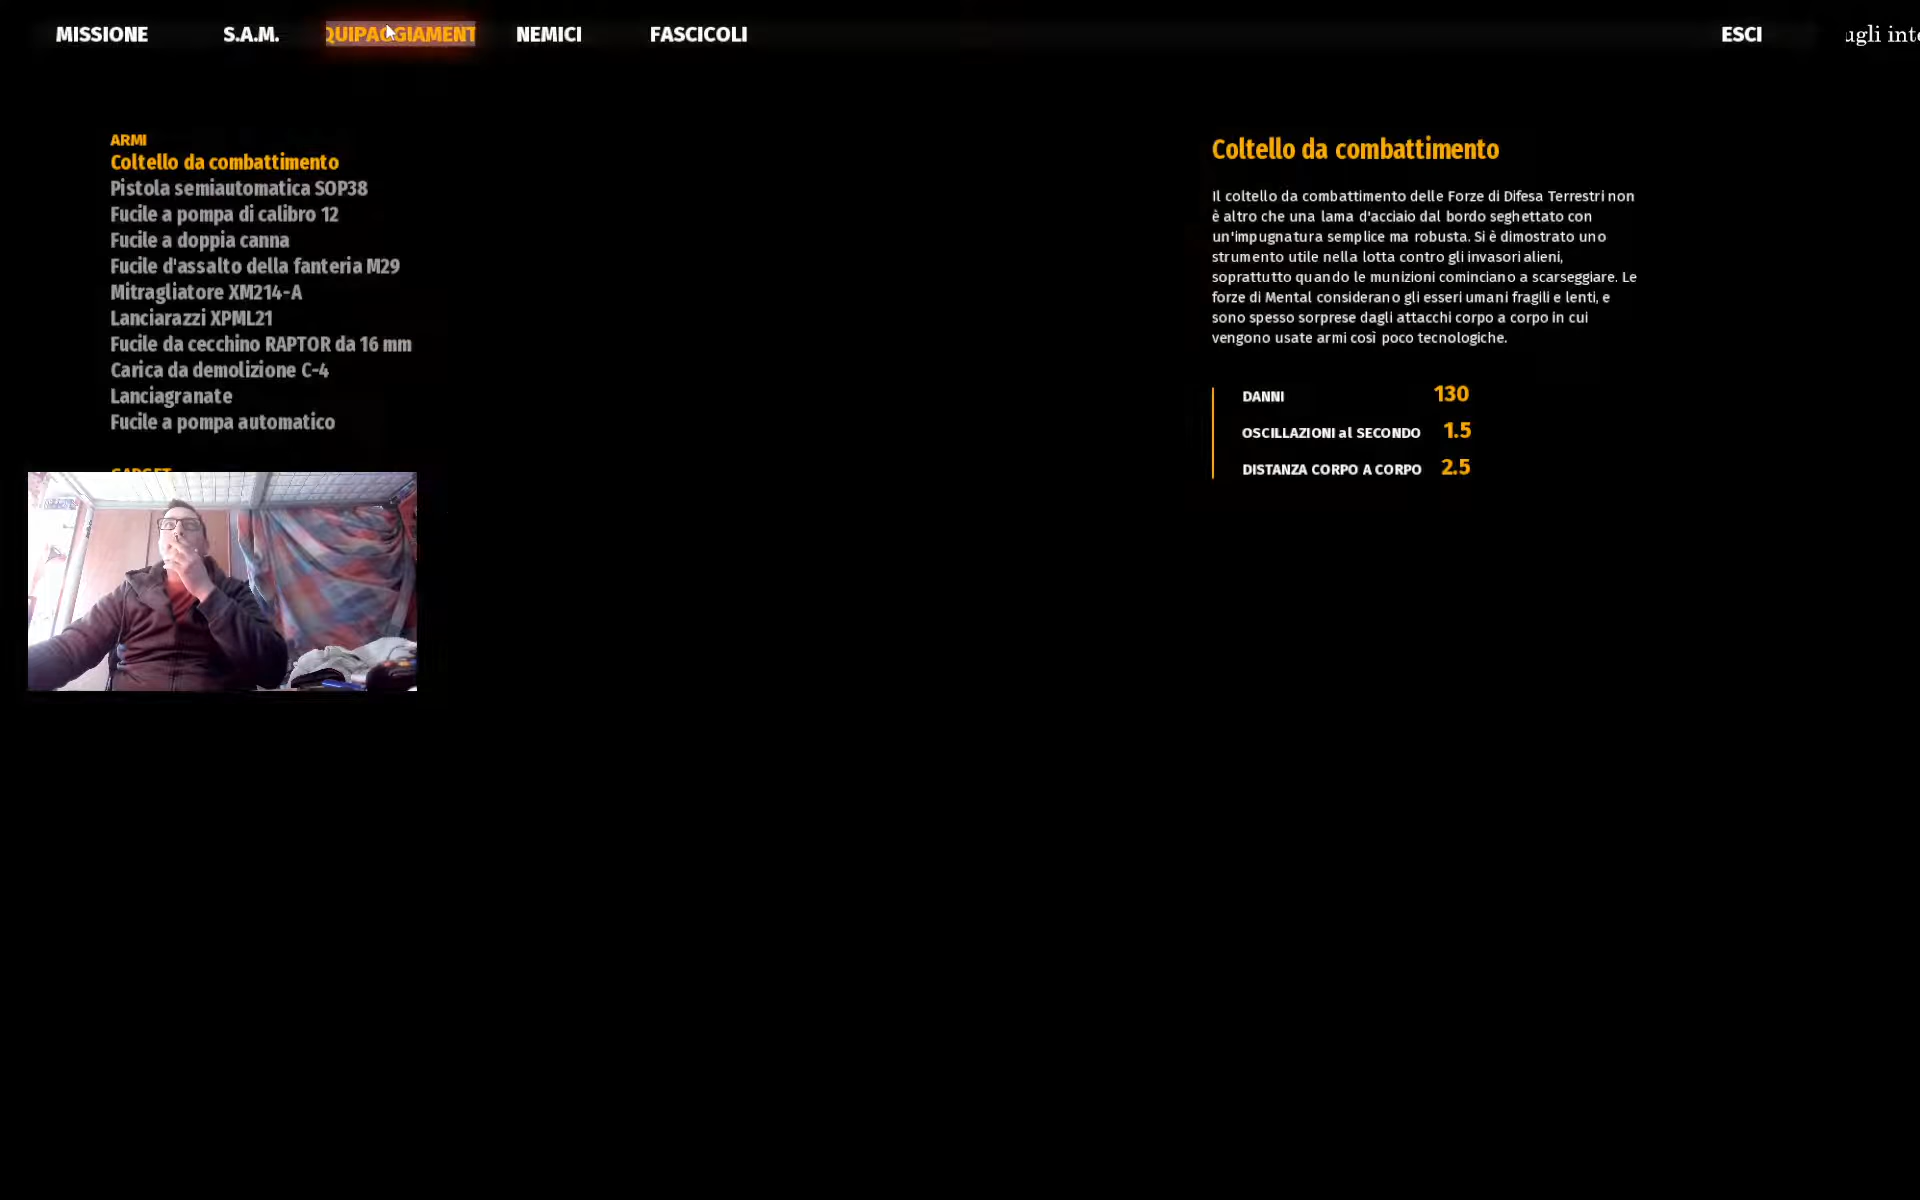 MISSIONE
S.A.M.
QUIPAGGIAMENT
NEMICI
FASCICOLI
ESCI
ugli int
ARMI
Coltello da combattimento
Pistola semiautomatica SOP38
Fucile a pompa di calibro 12
Fucile a doppia canna
Fucile d'assalto della fanteria M29
Mitragliatore XM214-A
Lanciarazzi XPML21
Fucile da cecchino RAPTOR da 16 mm
Carica da demolizione C-4
Lanciagranate
Fucile a pompa automatico
GADGET
Coltello da combattimento
Il coltello da combattimento delle Forze di Difesa Terrestri non
è altro che una lama d'acciaio dal bordo seghettato con
un'impugnatura semplice ma robusta. Si è dimostrato uno
strumento utile nella lotta contro gli invasori alieni,
soprattutto quando le munizioni cominciano a scarseggiare. Le
forze di Mental considerano gli esseri umani fragili e lenti, e
sono spesso sorprese dagli attacchi corpo a corpo in cui
vengono usate armi così poco tecnologiche.
DANNI 130
OSCILLAZIONI al SECONDO 1.5
DISTANZA CORPO A CORPO 2.5